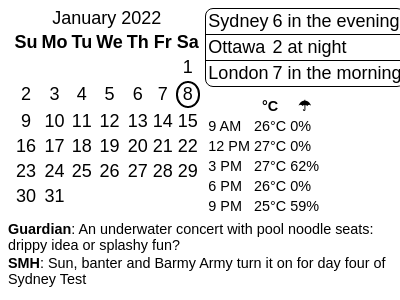 January 2022
Su Mo Tu We Th Fr Sa
1
2 3 4 5 6 7 8
9 10 11 12 13 14 15
16 17 18 19 20 21 22
23 24 25 26 27 28 29
30 31
Sydney 6 in the evening
Ottawa 2 at night
London 7 in the morning
°C ☂
9 AM 26°C 0%
12 PM 27°C 0%
3 PM 27°C 62%
6 PM 26°C 0%
9 PM 25°C 59%
Guardian: An underwater concert with pool noodle seats:
drippy idea or splashy fun?
SMH: Sun, banter and Barmy Army turn it on for day four of
Sydney Test